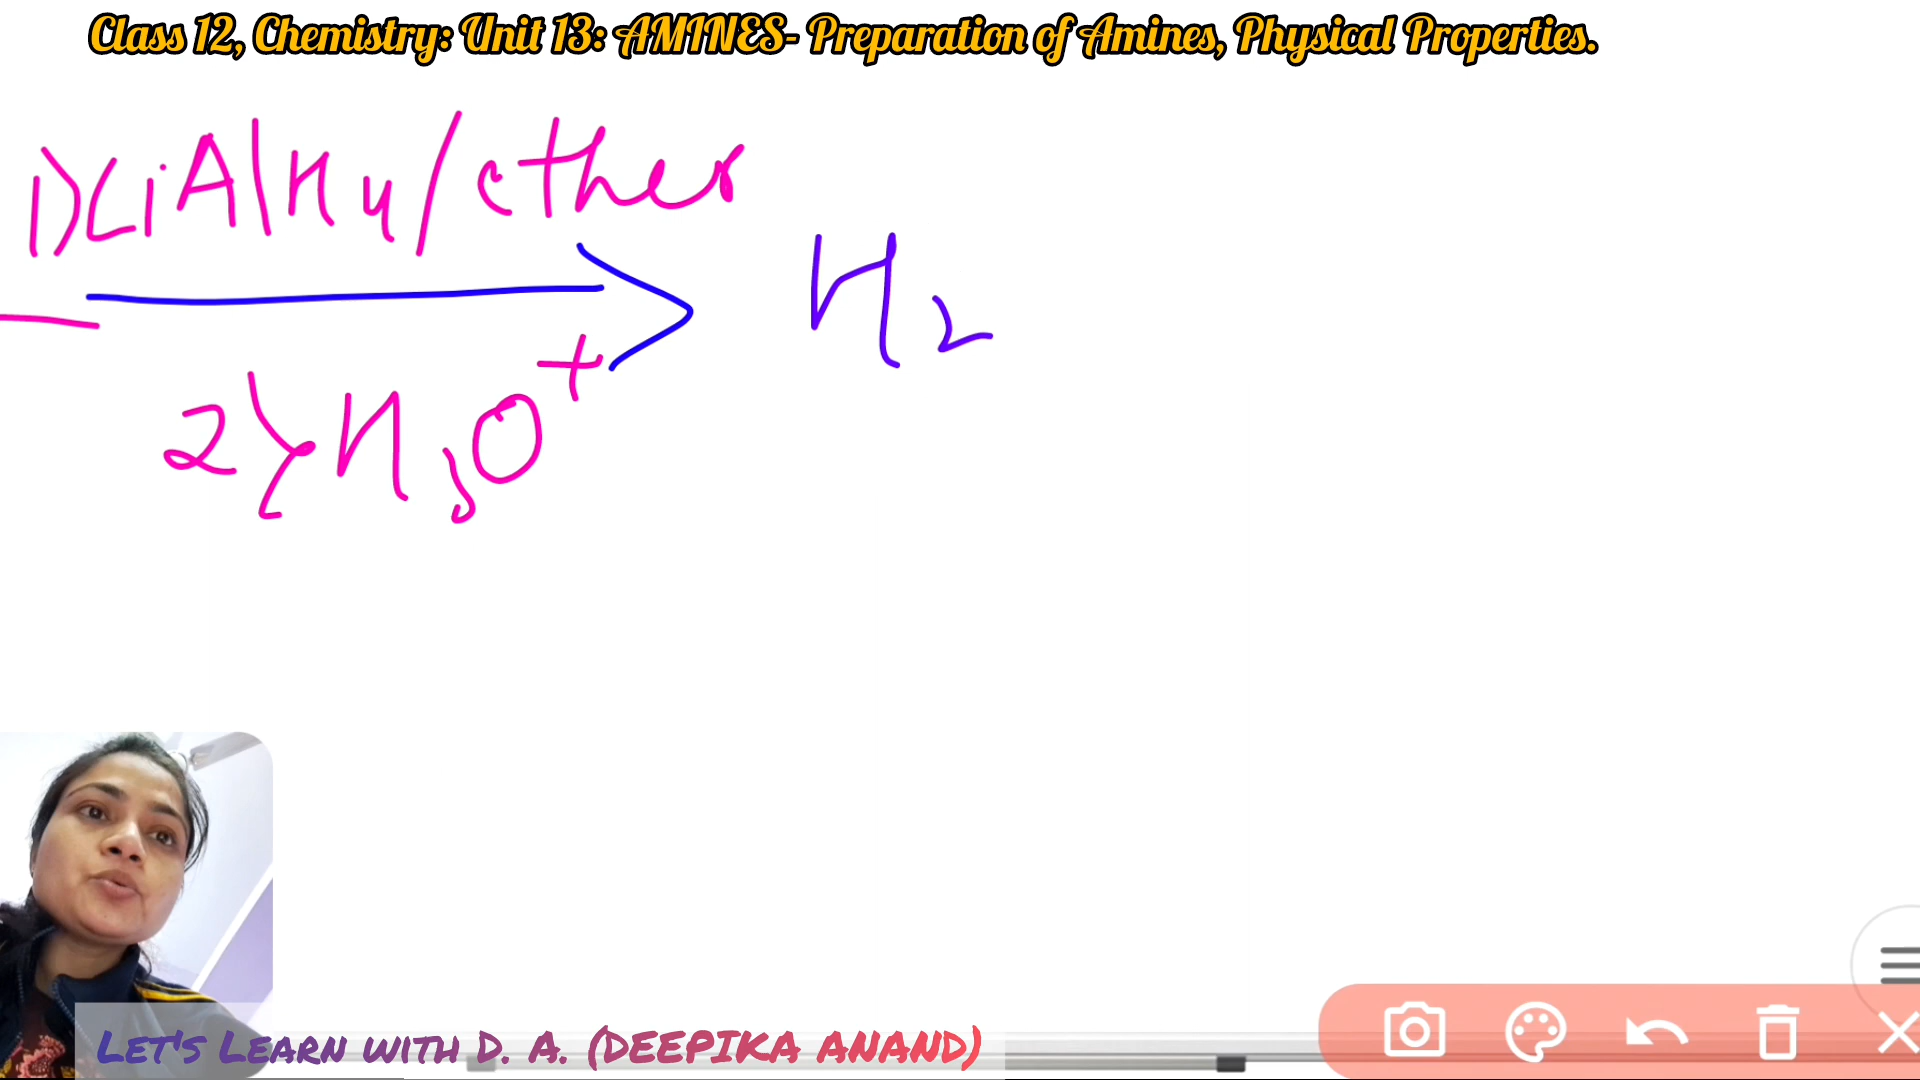 Class 12, Chemistry: Unit 13: AMINES- Preparation of Amines, Physical Properties.
1) LiAlH4/ether
H2
2) H3O+
LET'S LEARN WITH D. A. (DEEPIKA ANAND)